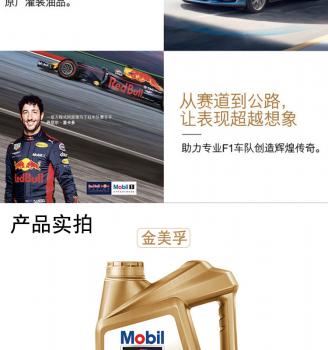 原厂灌装油品。
Red Bull
从赛道到公路，
让表现超越想象
助力专业F1车队创造辉煌传奇。
Red Bull
Mobil 1
产品实拍
金美孚
Mobil